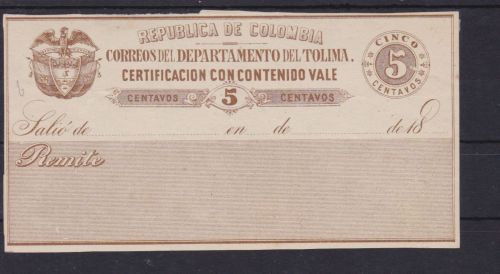 REPUBLICA DE COLOMBIA
CORREOS DEL DEPARTAMENTO DEL TOLIMA.
CERTIFICACION CON CONTENIDO VALE
CENTAVOS 5 CENTAVOS
CINCO
5
CENTAVOS
Salió de en de de 18
Remite